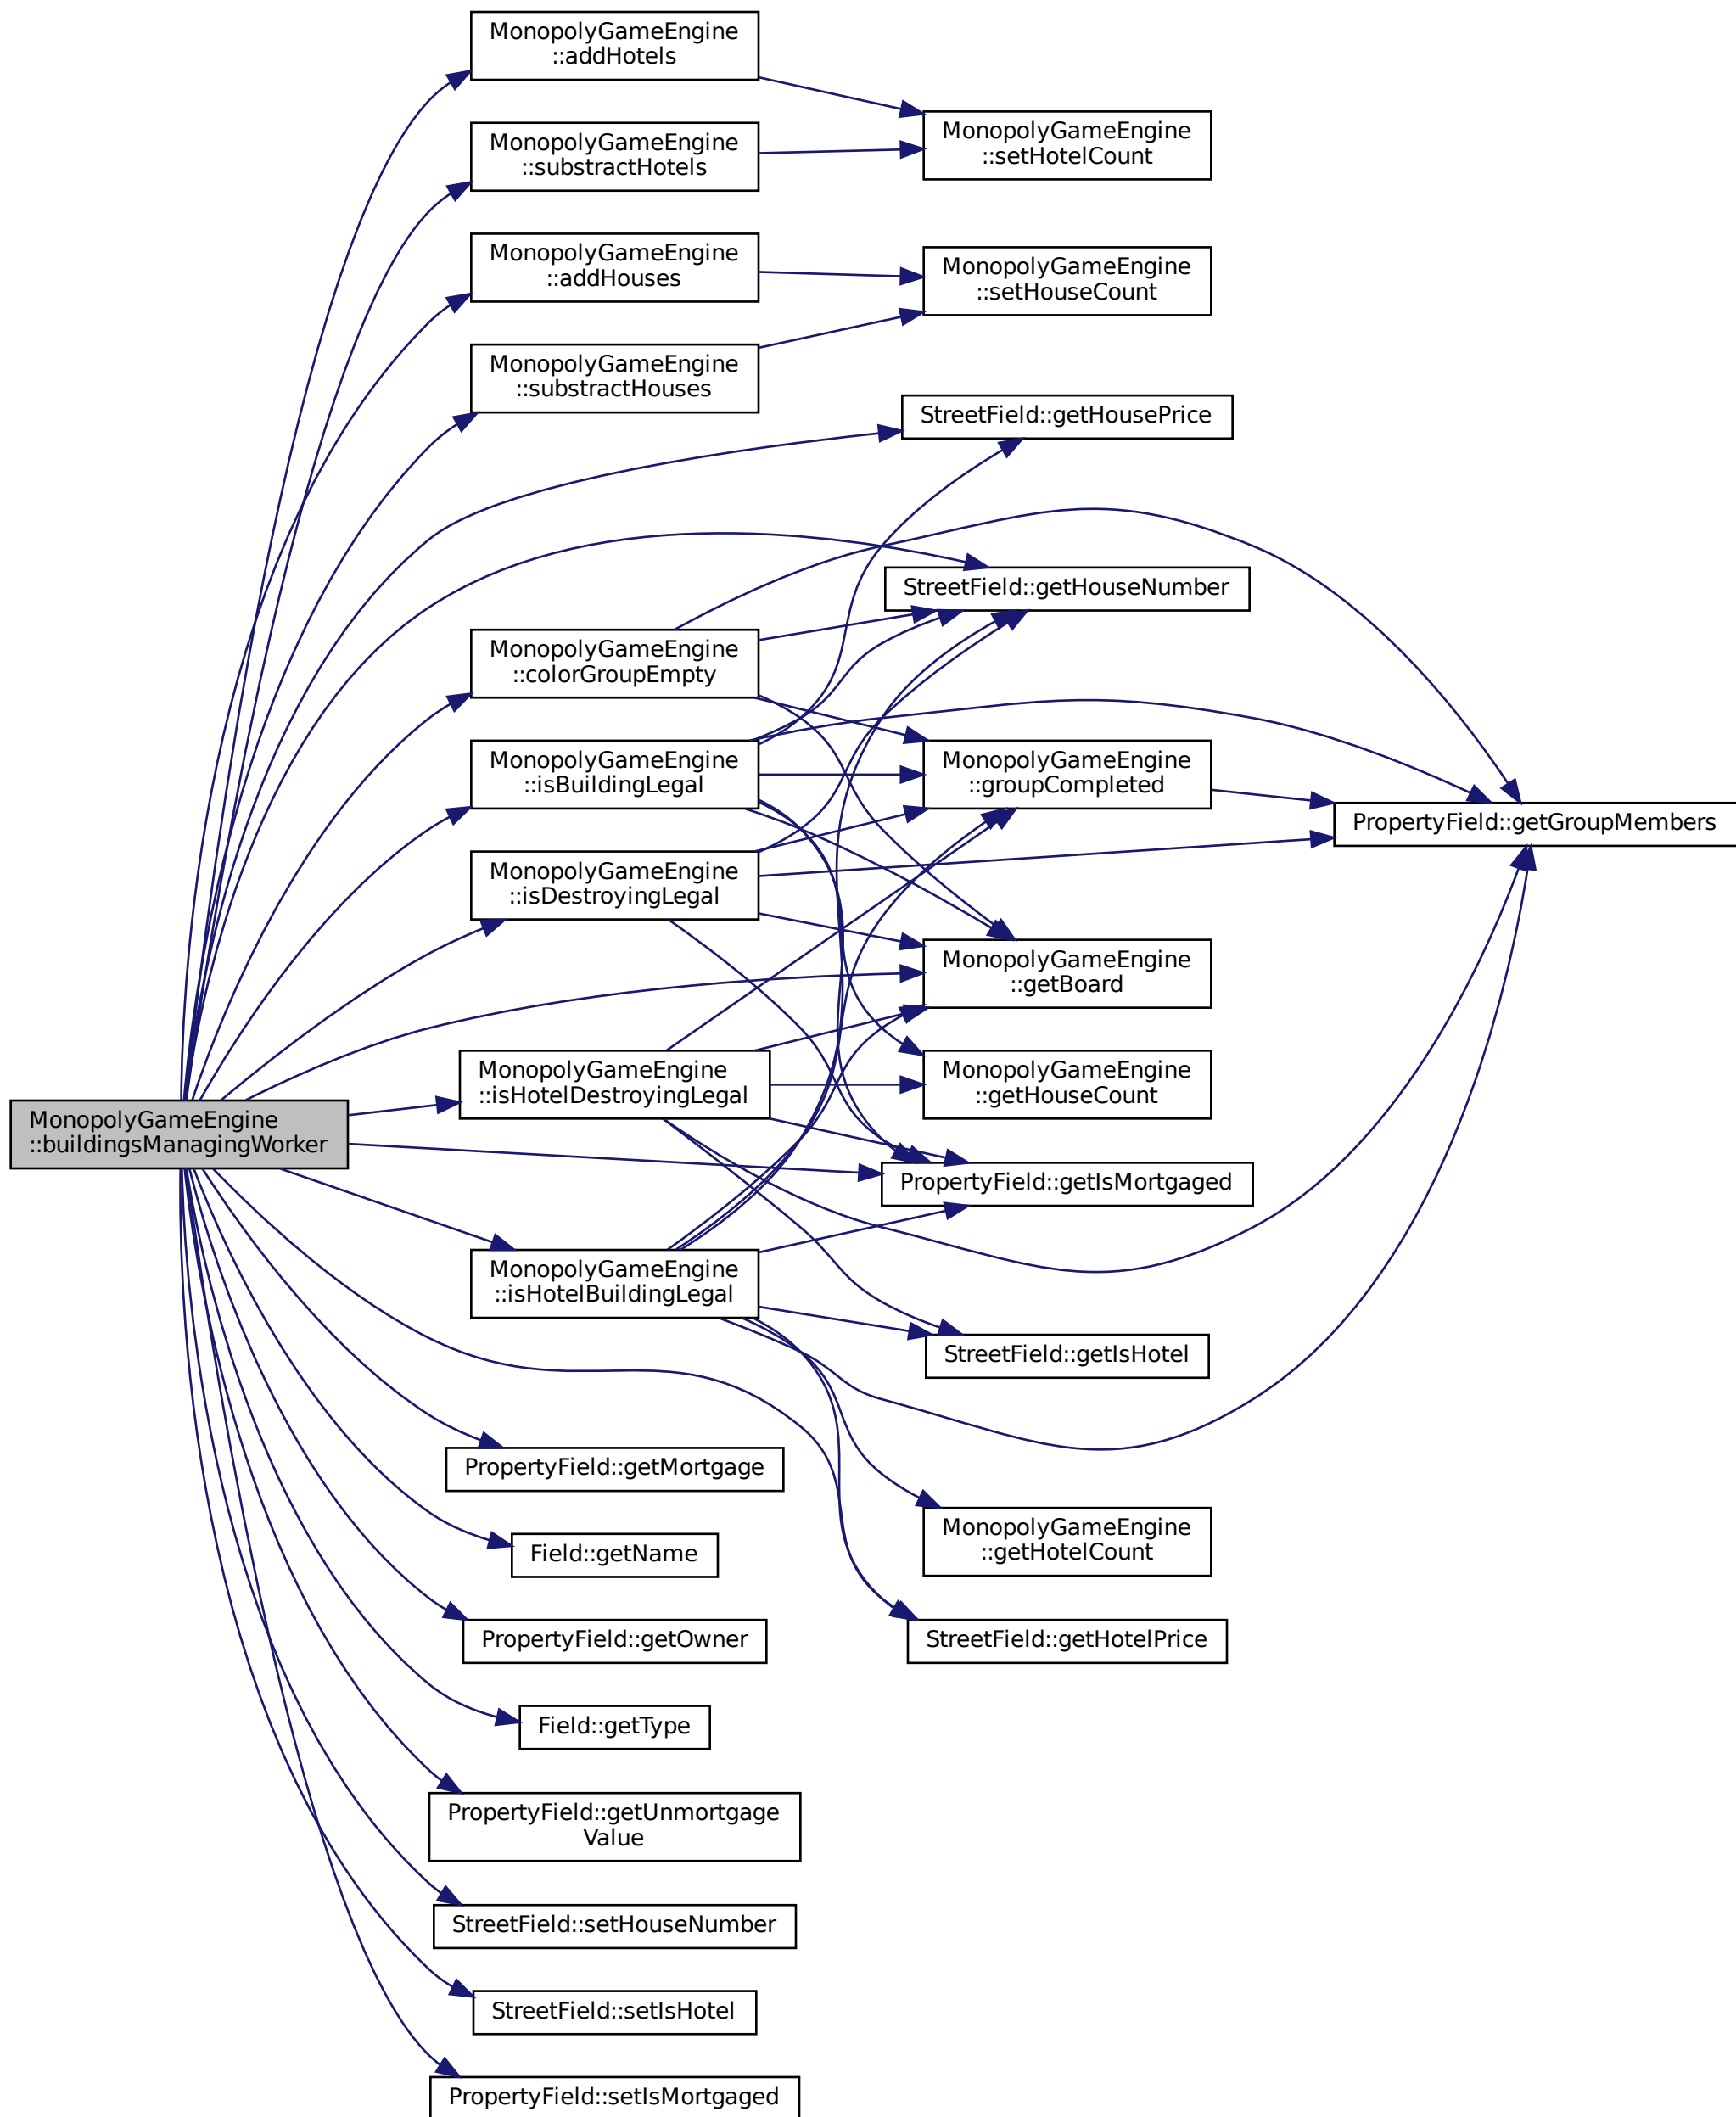 MonopolyGameEngine
::addHotels
MonopolyGameEngine
::setHotelCount
MonopolyGameEngine
::substractHotels
MonopolyGameEngine
::addHouses
MonopolyGameEngine
::setHouseCount
MonopolyGameEngine
::substractHouses
StreetField::getHousePrice
StreetField::getHouseNumber
MonopolyGameEngine
::colorGroupEmpty
MonopolyGameEngine
::isBuildingLegal
MonopolyGameEngine
::groupCompleted
PropertyField::getGroupMembers
MonopolyGameEngine
::isDestroyingLegal
MonopolyGameEngine
::getBoard
MonopolyGameEngine
::isHotelDestroyingLegal
MonopolyGameEngine
::getHouseCount
MonopolyGameEngine
::buildingsManagingWorker
PropertyField::getIsMortgaged
MonopolyGameEngine
::isHotelBuildingLegal
StreetField::getIsHotel
PropertyField::getMortgage
MonopolyGameEngine
::getHotelCount
Field::getName
PropertyField::getOwner
StreetField::getHotelPrice
Field::getType
PropertyField::getUnmortgage
Value
StreetField::setHouseNumber
StreetField::setIsHotel
PropertyField::setIsMortgaged